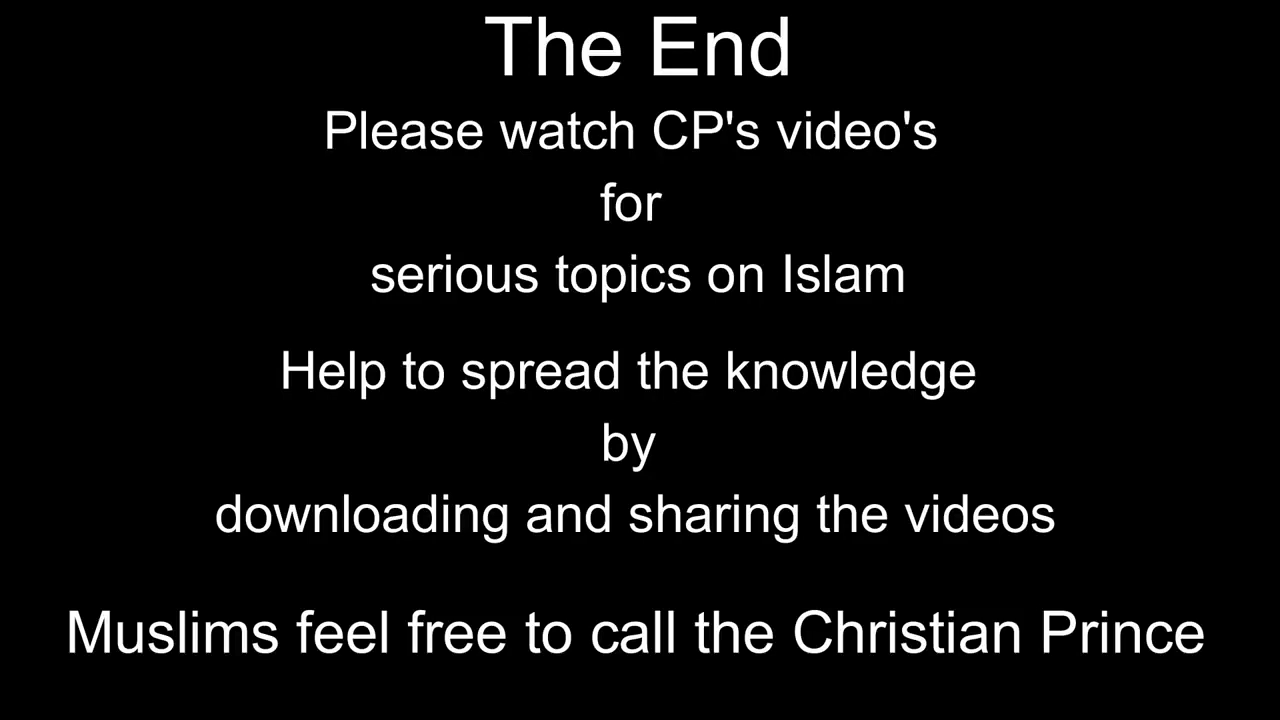 The End
Please watch CP's video's
for
serious topics on Islam
Help to spread the knowledge
by
downloading and sharing the videos
Muslims feel free to call the Christian Prince